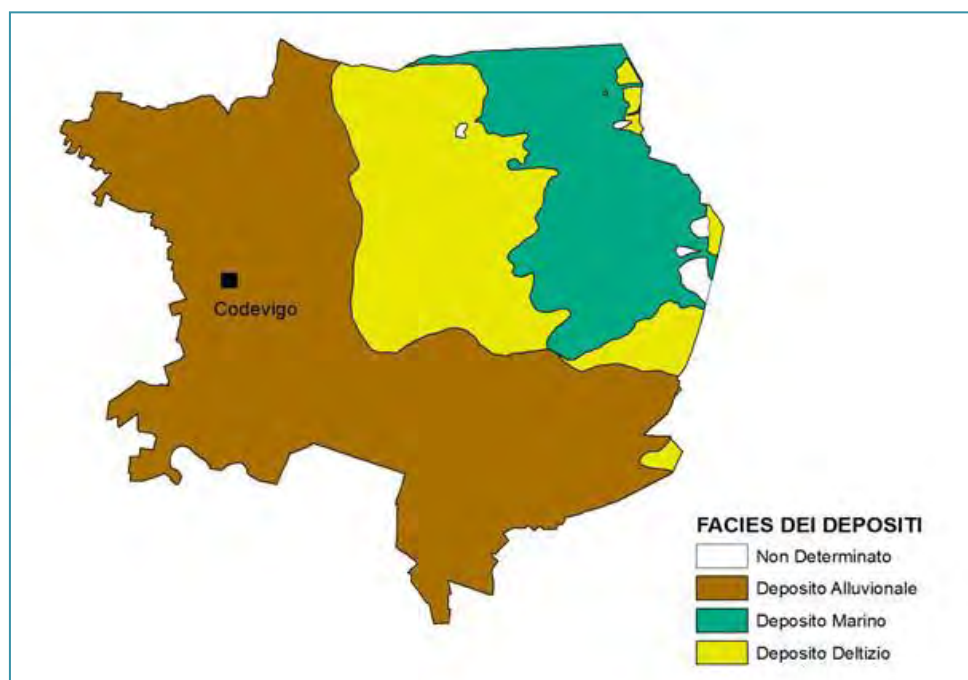 Codevigo
FACIES DEI DEPOSITI
Non Determinato
Deposito Alluvionale
Deposito Marino
Deposito Deltizio